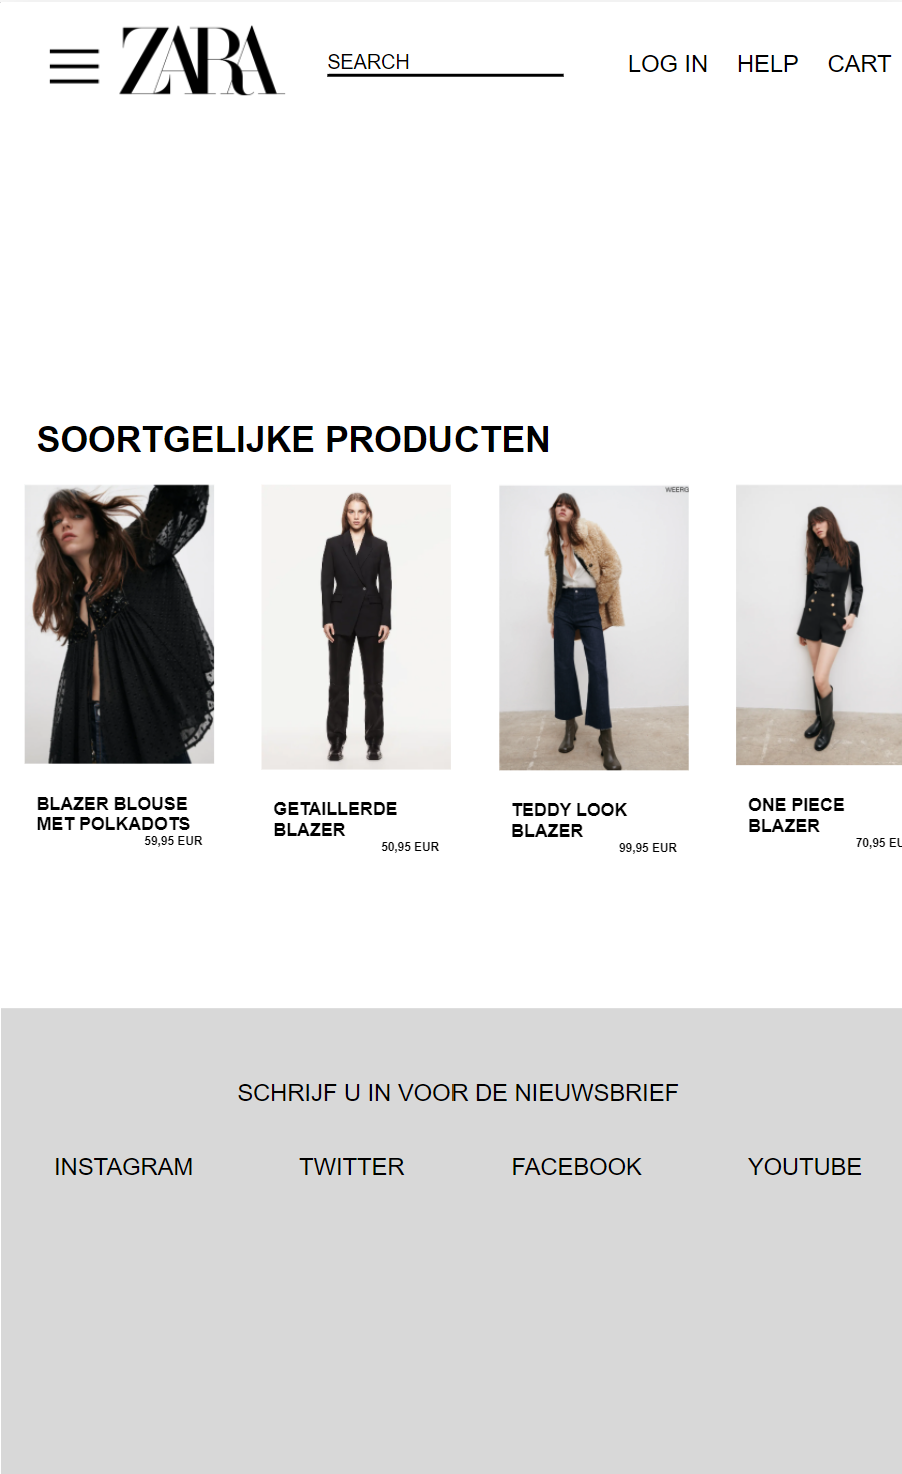 ZARA
SEARCH
LOG IN HELP CART
SOORTGELIJKE PRODUCTEN
WEERG
BLAZER BLOUSE
MET POLKADOTS
59,95 EUR
GETAILLERDE
BLAZER
50,95 EUR
TEDDY LOOK
BLAZER
99,95 EUR
ONE PIECE
BLAZER
70,95 EU
SCHRIJF U IN VOOR DE NIEUWSBRIEF
INSTAGRAM TWITTER FACEBOOK YOUTUBE